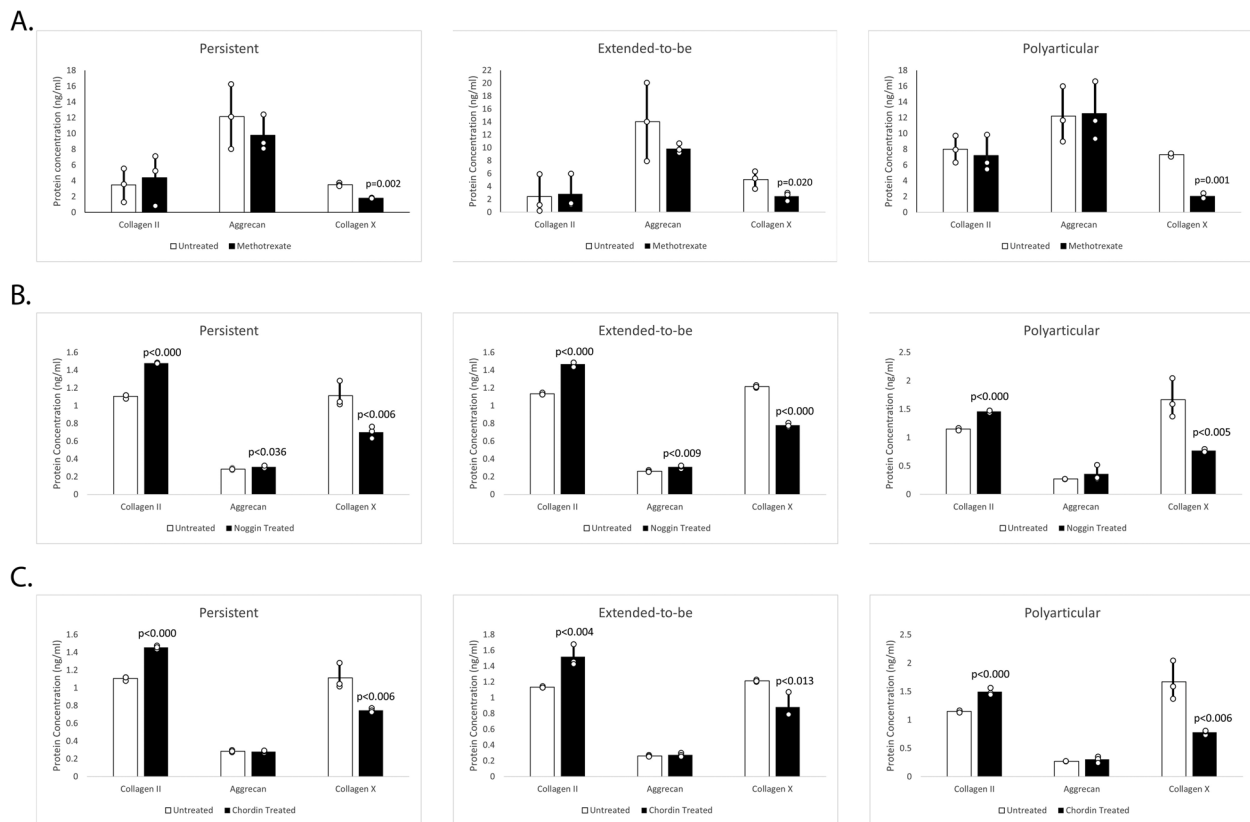 A.
Persistent
Extended-to-be
Polyarticular
Protein Concentration (ng/ml)
18
16
14
12
10
8
6
4
2
0
p=0.002
Collagen II Aggrecan Collagen X
Untreated Methotrexate
Protein Concentration (ng/ml)
22
20
18
16
14
12
10
8
6
4
2
0
p=0.020
Collagen II Aggrecan Collagen X
Untreated Methotrexate
Protein Concentration (ng/ml)
18
16
14
12
10
8
6
4
2
0
p=0.001
Collagen II Aggrecan Collagen X
Untreated Methotrexate
B.
Persistent
Extended-to-be
Polyarticular
Protein Concentration (ng/ml)
1.6
1.4
1.2
1
0.8
0.6
0.4
0.2
0
p<0.000
p<0.036
p<0.006
Collagen II Aggrecan Collagen X
Untreated Noggin Treated
Protein Concentration (ng/ml)
1.6
1.4
1.2
1
0.8
0.6
0.4
0.2
0
p<0.000
p<0.009
p<0.000
Collagen II Aggrecan Collagen X
Untreated Noggin Treated
Protein Concentration (ng/ml)
2.5
2
1.5
1
0.5
0
p<0.000
p<0.005
Collagen II Aggrecan Collagen X
Untreated Noggin Treated
C.
Persistent
Extended-to-be
Polyarticular
Protein Concentration (ng/ml)
1.6
1.4
1.2
1
0.8
0.6
0.4
0.2
0
p<0.000
p<0.006
Collagen II Aggrecan Collagen X
Untreated Chordin Treated
Protein Concentration (ng/ml)
1.8
1.6
1.4
1.2
1
0.8
0.6
0.4
0.2
0
p<0.004
p<0.013
Collagen II Aggrecan Collagen X
Untreated Chordin Treated
Protein Concentration (ng/ml)
2.5
2
1.5
1
0.5
0
p<0.000
p<0.006
Collagen II Aggrecan Collagen X
Untreated Chordin Treated